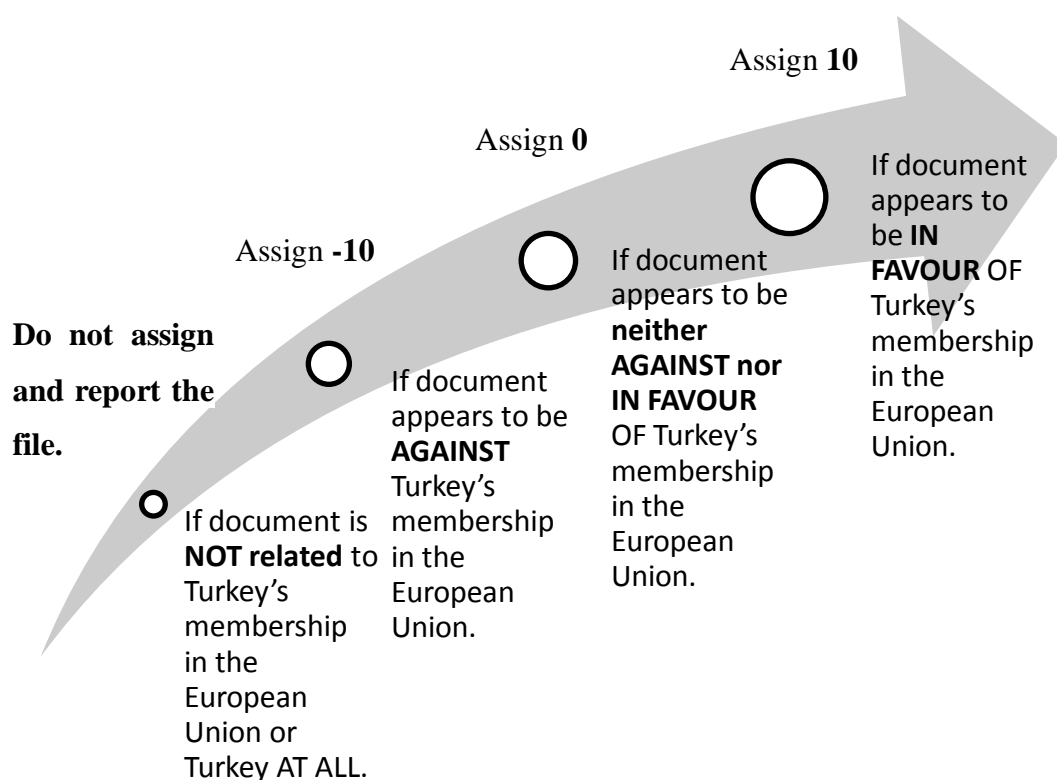 Do not assign
and report the
file.
If document is
NOT related to
Turkey's
membership
in the
European
Union or
Turkey AT ALL.
Assign -10
If document
appears to be
AGAINST
Turkey's
membership
in the
European
Union.
Assign 0
If document
appears to be
neither
AGAINST nor
IN FAVOUR
OF Turkey's
membership
in the
European
Union.
Assign 10
If document
appears to
be IN
FAVOUR OF
Turkey's
membership
in the
European
Union.